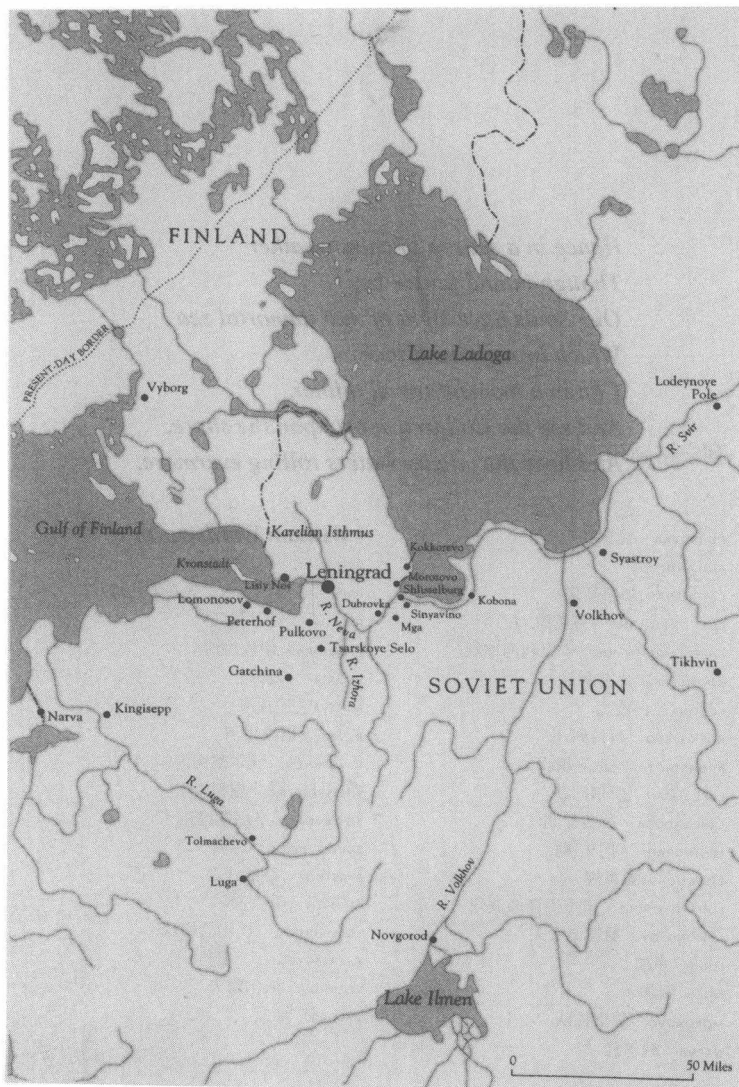 FINLAND
PRESENT-DAY BORDER
Vyborg
Lake Ladoga
Lodeynoye
Pole
R. Svir
Gulf of Finland
Karelian Isthmus
Kronstadt
Leningrad
Lisiy Nos
Kokkorevo
Morosovo
Shluselburg
Syastroy
Lomonosov
Peterhof
Pulkovo
R. Neva
Dubrovka
Sinyavino
Mga
Kobona
Volkhov
Tsarskoye Selo
R. Izhora
Gatchina
SOVIET UNION
Tikhvin
Narva
Kingisepp
R. Luga
Tolmachevo
Luga
R. Volkhov
Novgorod
Lake Ilmen
0
50 Miles